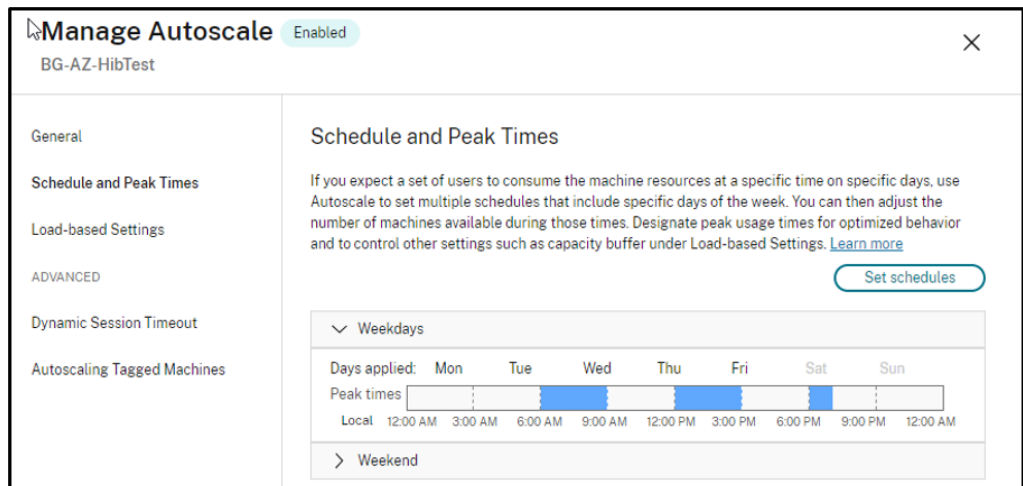 Manage Autoscale Enabled
BG-AZ-HibTest
General
Schedule and Peak Times
Load-based Settings
ADVANCED
Dynamic Session Timeout
Autoscaling Tagged Machines
Schedule and Peak Times
If you expect a set of users to consume the machine resources at a specific time on specific days, use
Autoscale to set multiple schedules that include specific days of the week. You can then adjust the
number of machines available during those times. Designate peak usage times for optimized behavior
and to control other settings such as capacity buffer under Load-based Settings. Learn more
Set schedules
Weekdays
Days applied: Mon Tue Wed Thu Fri Sat Sun
Peak times
Local 12:00 AM 3:00 AM 6:00 AM 9:00 AM 12:00 PM 3:00 PM 6:00 PM 9:00 PM 12:00 AM
Weekend